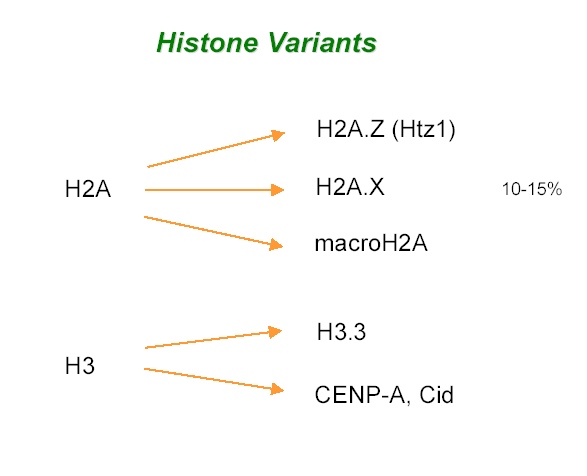 Histone Variants
H2A.Z (Htz1)
H2A
H2A.X
10-15%
macroH2A
H3.3
H3
CENP-A, Cid